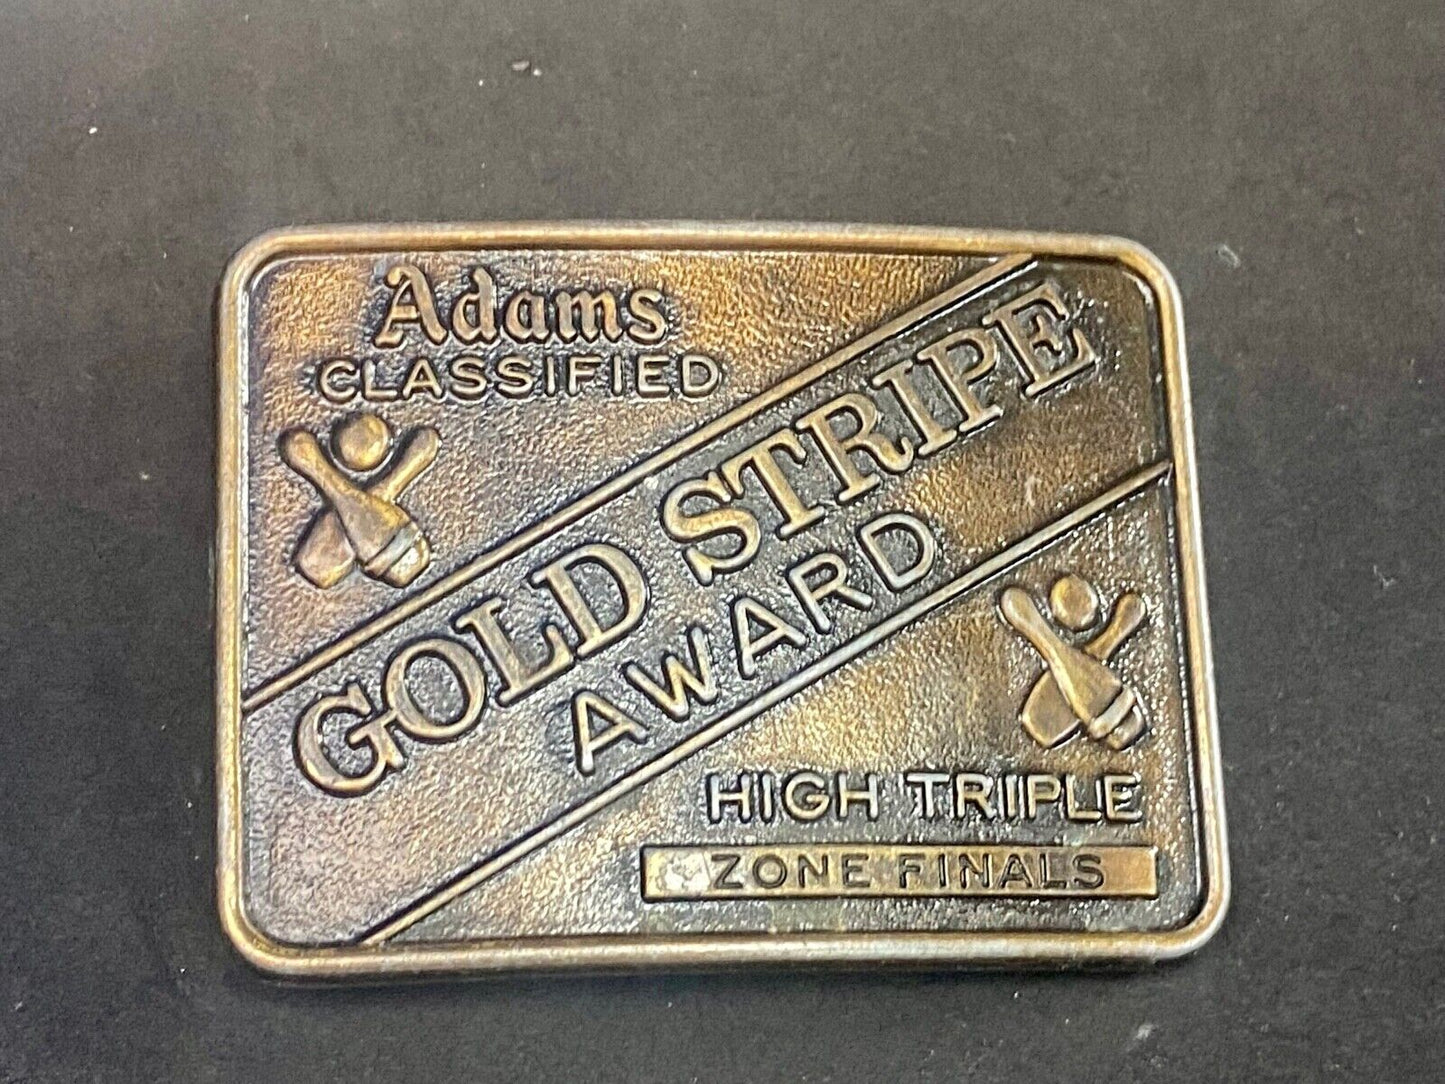 Adams
CLASSIFIED
GOLD STRIPE
AWARD
HIGH TRIPLE
ZONE FINALS